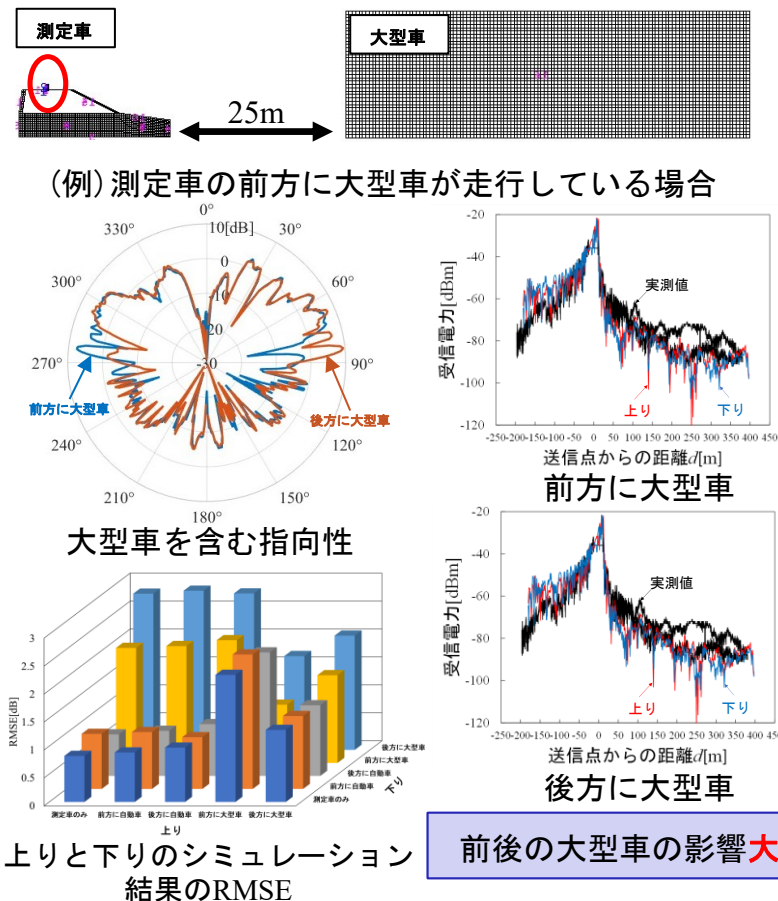 測定車
大型車
25m
(例)測定車の前方に大型車が走行している場合
0°
30°
60°
90°
120°
150°
180°
210°
240°
270°
300°
330°
10[dB]
0
-10
-20
-30
前方に大型車
後方に大型車
大型車を含む指向性
受信電力[dBm]
-20
-40
-60
-80
-100
-120
-250-200-150-100-50 0 50 100 150 200 250 300 350 400 450
実測値
上り
下り
送信点からの距離d[m]
前方に大型車
受信電力[dBm]
-20
-40
-60
-80
-100
-120
-250-200-150-100-50 0 50 100 150 200 250 300 350 400 450
実測値
上り
下り
送信点からの距離d[m]
後方に大型車
RMSE[dB]
3
2.5
2
1.5
1
0.5
0
測定車のみ 前方に自動車 後方に自動車 前方に大型車 後方に大型車
上り
後方に大型車
前方に大型車
後方に自動車
前方に自動車
測定車のみ
下り
上りと下りのシミュレーション
結果のRMSE
前後の大型車の影響大